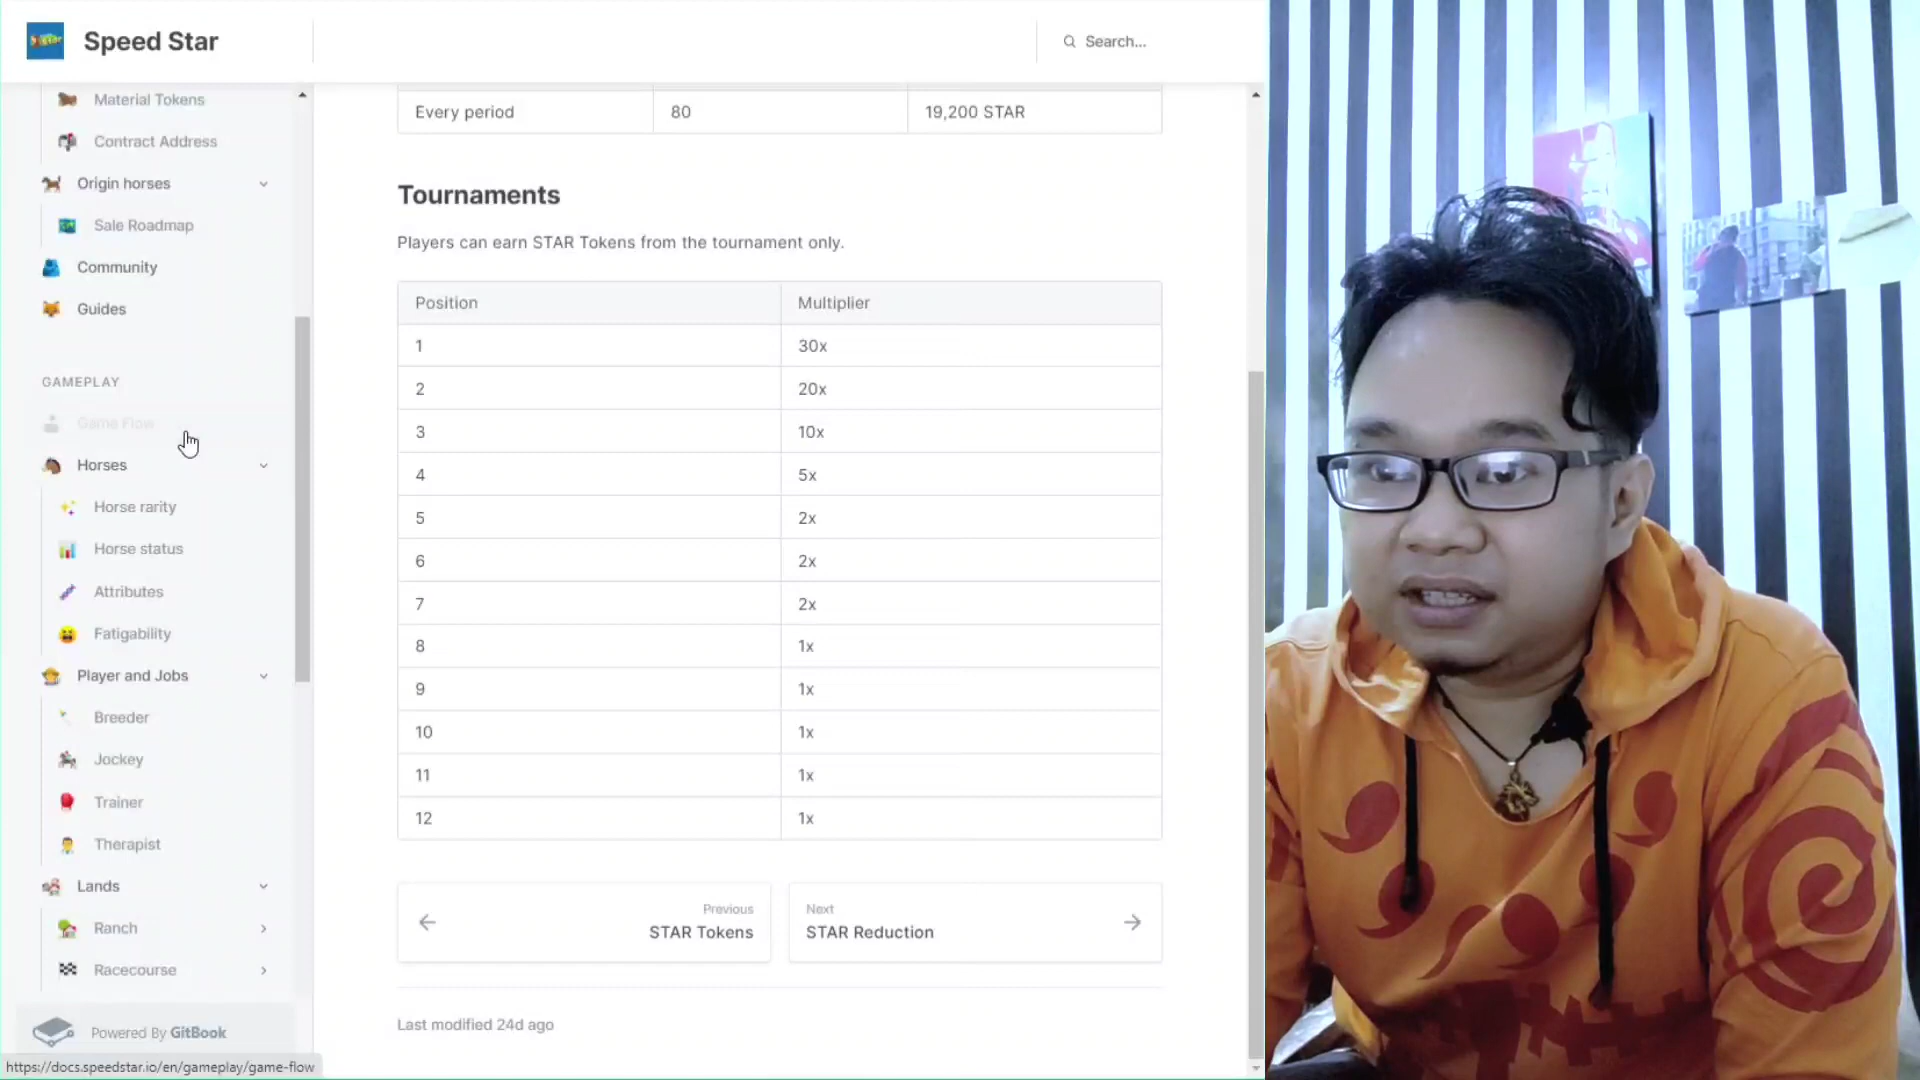 Speed Star
Search...
Material Tokens
Contract Address
Origin horses
Sale Roadmap
Community
Guides
GAMEPLAY
Game Flow
Horses
Horse rarity
Horse status
Attributes
Fatigability
Player and Jobs
Breeder
Jockey
Trainer
Therapist
Lands
Ranch
Racecourse
Powered By GitBook
https://docs.speedstar.io/en/gameplay/game-flow
Every period 80 19,200 STAR
Tournaments
Players can earn STAR Tokens from the tournament only.
Position Multiplier
1 30x
2 20x
3 10x
4 5x
5 2x
6 2x
7 2x
8 1x
9 1x
10 1x
11 1x
12 1x
Previous
STAR Tokens
Next
STAR Reduction
Last modified 24d ago